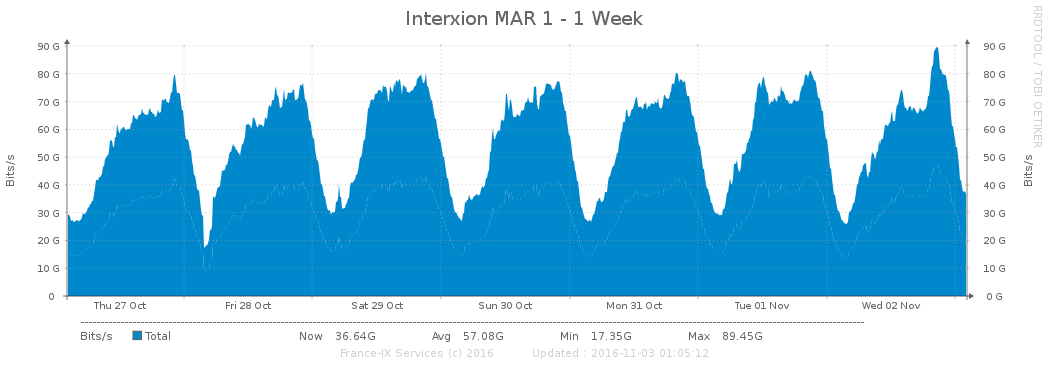 Interxion MAR 1 - 1 Week
RRDTOOL / TOBI OETIKER
Bits/s
90 G
80 G
70 G
60 G
50 G
40 G
30 G
20 G
10 G
0
90 G
80 G
70 G
60 G
50 G
40 G
30 G
20 G
10 G
0 G
Bits/s
Thu 27 Oct Fri 28 Oct Sat 29 Oct Sun 30 Oct Mon 31 Oct Tue 01 Nov Wed 02 Nov
Bits/s Total Now 36.64G Avg 57.08G Min 17.35G Max 89.45G
France-IX Services (c) 2016 Updated : 2016-11-03 01:05:12